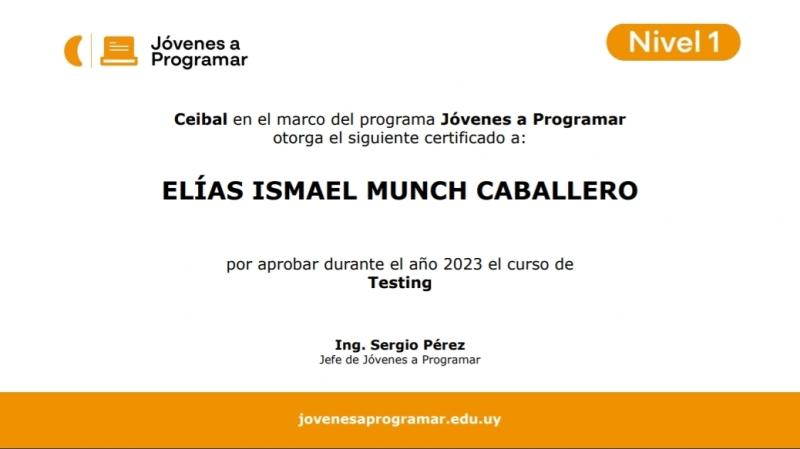 Jóvenes a
Programar
Nivel 1
Ceibal en el marco del programa Jóvenes a Programar
otorga el siguiente certificado a:
ELÍAS ISMAEL MUNCH CABALLERO
por aprobar durante el año 2023 el curso de
Testing
Ing. Sergio Pérez
Jefe de Jóvenes a Programar
jovenesaprogramar.edu.uy